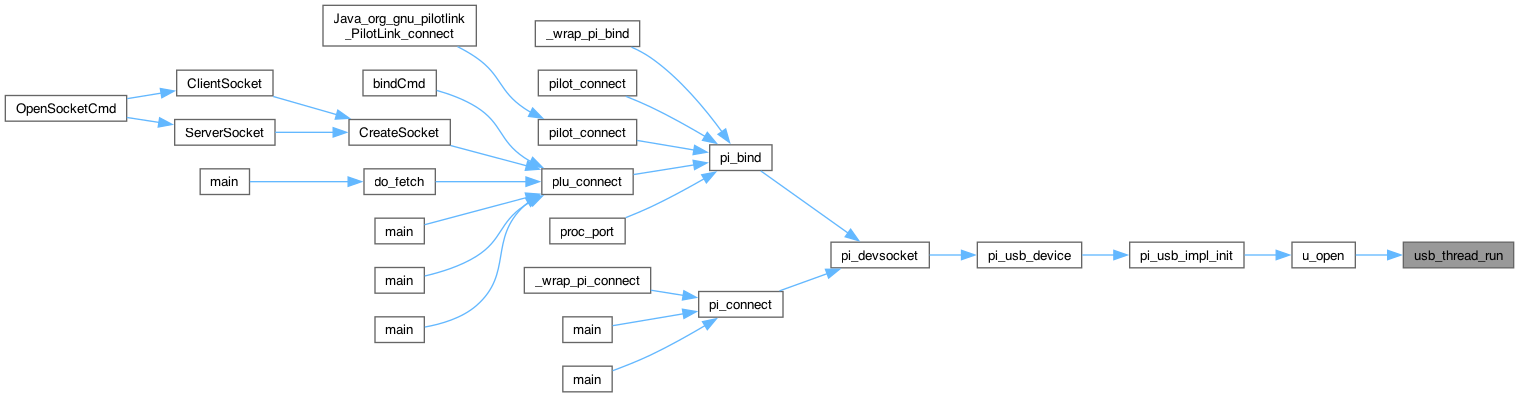 Java_org_gnu_pilotlink
_PilotLink_connect
_wrap_pi_bind
ClientSocket
bindCmd
pilot_connect
OpenSocketCmd
ServerSocket
CreateSocket
pilot_connect
pi_bind
main
do_fetch
plu_connect
main
proc_port
pi_devsocket
pi_usb_device
pi_usb_impl_init
u_open
usb_thread_run
main
_wrap_pi_connect
pi_connect
main
main
main